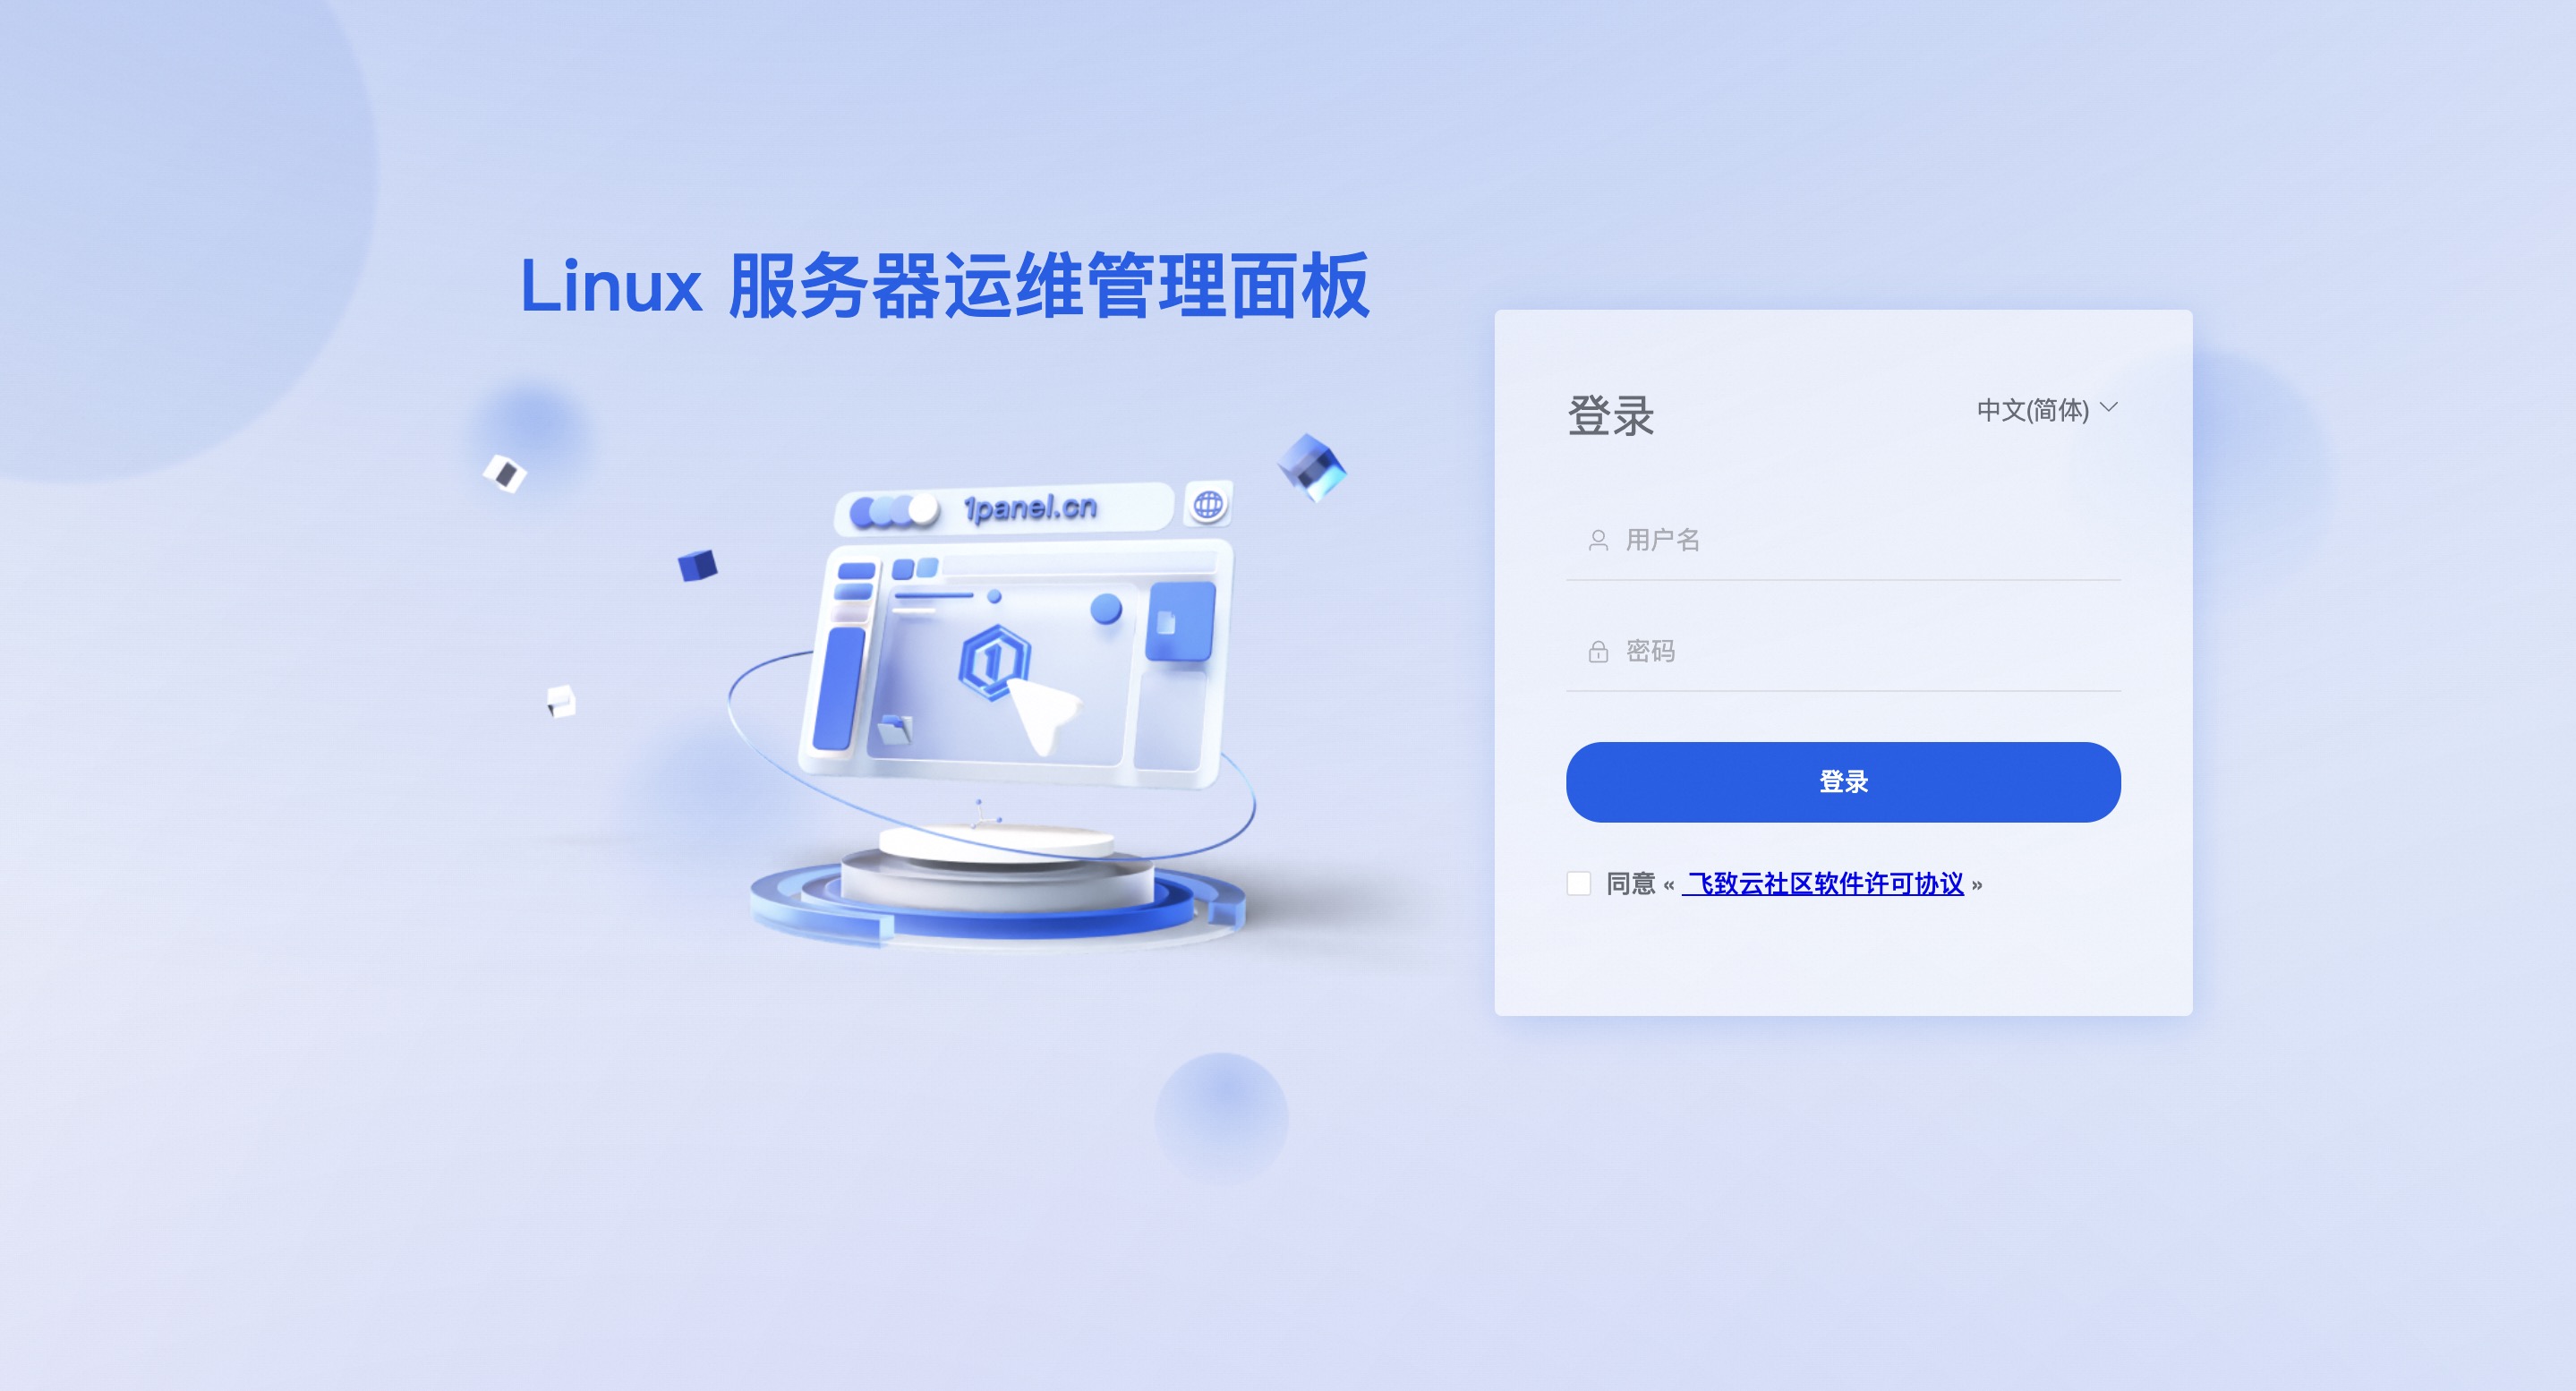 Linux 服务器运维管理面板
1panel.cn
登录
中文(简体)
用户名
密码
登录
同意 « 飞致云社区软件许可协议 »